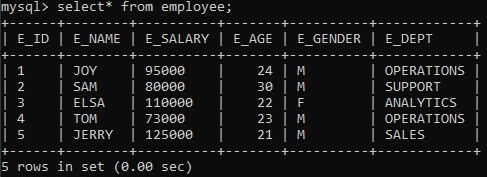 mysql> select* from employee;
+------+--------+----------+-------+----------+------------+
| E_ID | E_NAME | E_SALARY | E_AGE | E_GENDER | E_DEPT     |
+------+--------+----------+-------+----------+------------+
| 1    | JOY    | 95000    |    24 | M        | OPERATIONS |
| 2    | SAM    | 80000    |    30 | M        | SUPPORT    |
| 3    | ELSA   | 110000   |    22 | F        | ANALYTICS  |
| 4    | TOM    | 73000    |    23 | M        | OPERATIONS |
| 5    | JERRY  | 125000   |    21 | M        | SALES      |
+------+--------+----------+-------+----------+------------+
5 rows in set (0.00 sec)